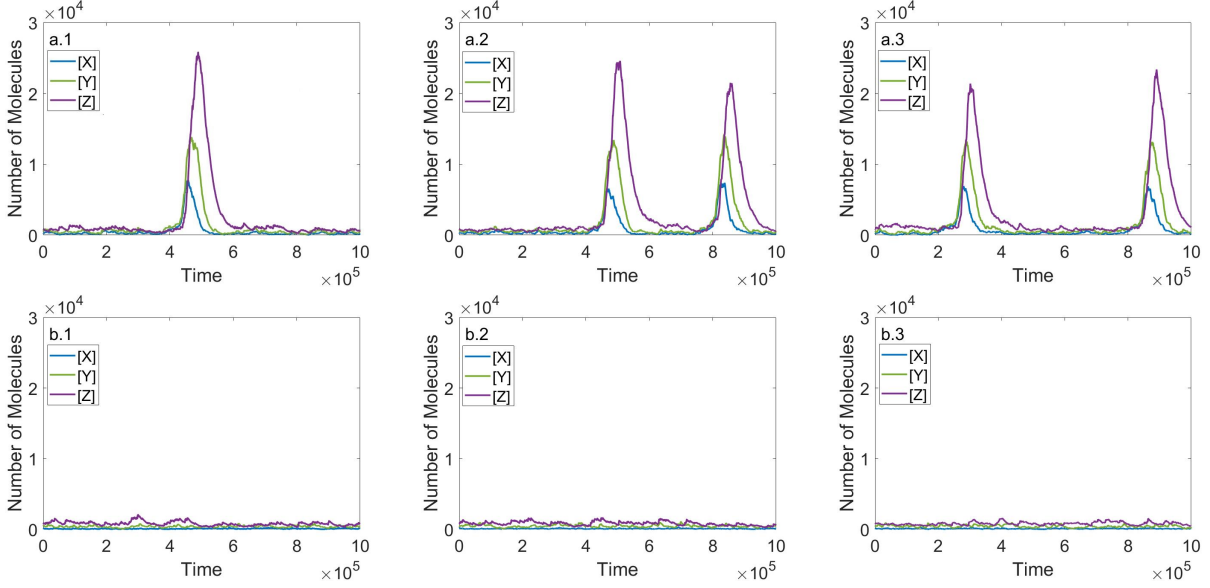 ×10⁴
a.1
[X]
[Y]
[Z]
Number of Molecules
3
2
1
0
0 2 4 6 8 10
Time
×10⁵
×10⁴
a.2
[X]
[Y]
[Z]
Number of Molecules
3
2
1
0
0 2 4 6 8 10
Time
×10⁵
×10⁴
a.3
[X]
[Y]
[Z]
Number of Molecules
3
2
1
0
0 2 4 6 8 10
Time
×10⁵
×10⁴
b.1
[X]
[Y]
[Z]
Number of Molecules
3
2
1
0
0 2 4 6 8 10
Time
×10⁵
×10⁴
b.2
[X]
[Y]
[Z]
Number of Molecules
3
2
1
0
0 2 4 6 8 10
Time
×10⁵
×10⁴
b.3
[X]
[Y]
[Z]
Number of Molecules
3
2
1
0
0 2 4 6 8 10
Time
×10⁵